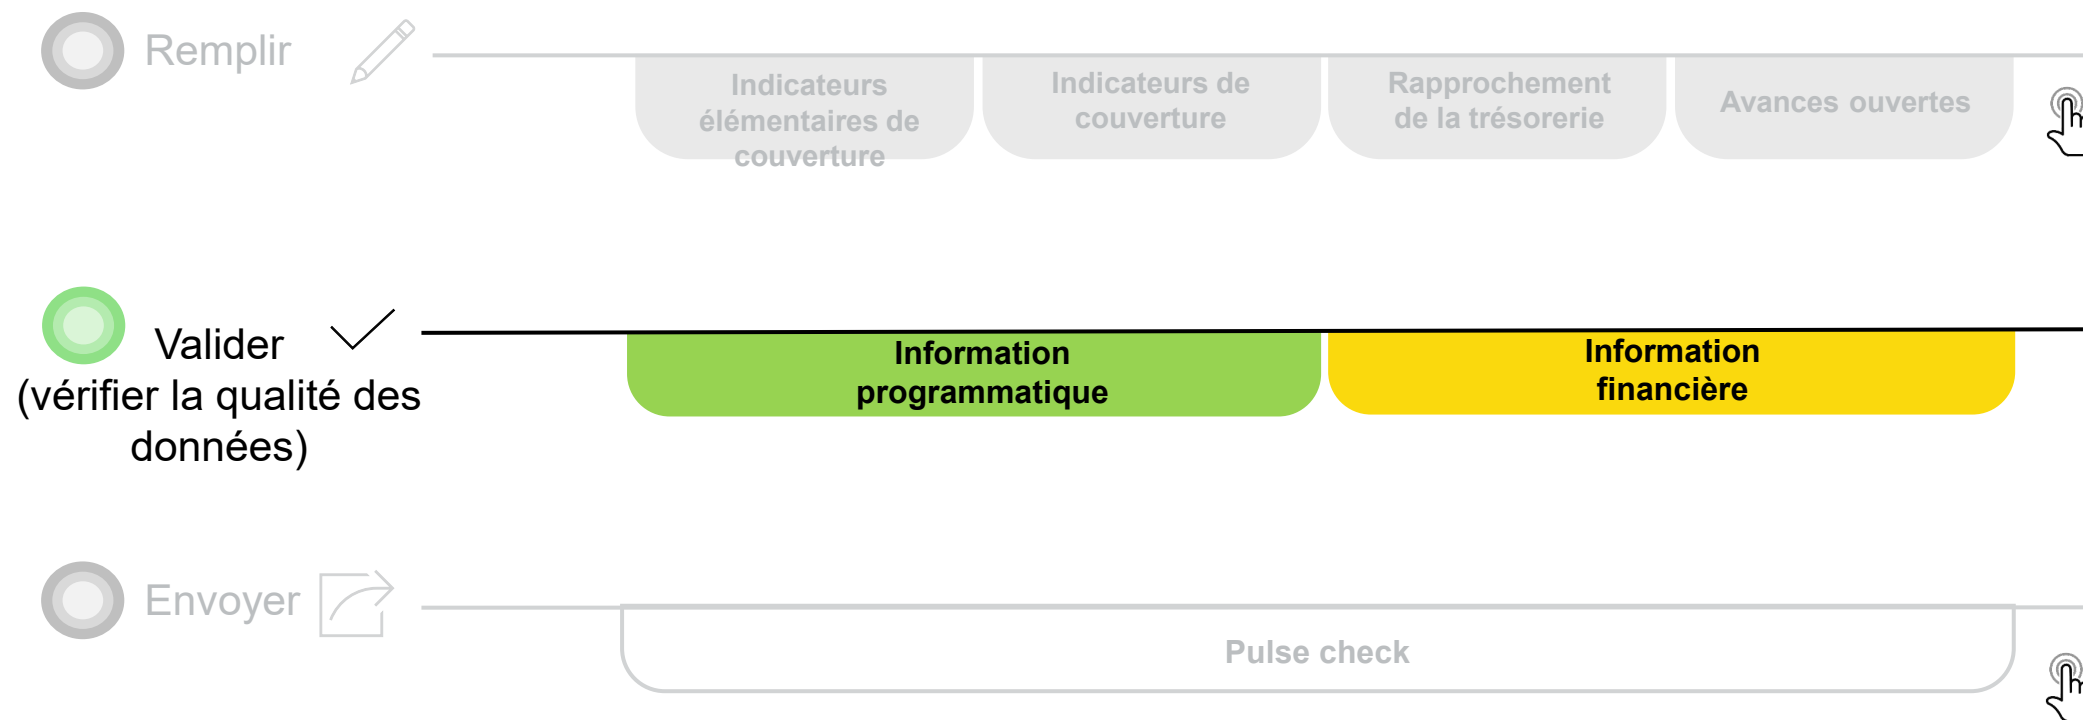 Remplir
Indicateurs
élémentaires de
couverture
Indicateurs de
couverture
Rapprochement
de la trésorerie
Avances ouvertes
Valider
(vérifier la qualité des
données)
Information
programmatique
Information
financière
Envoyer
Pulse check